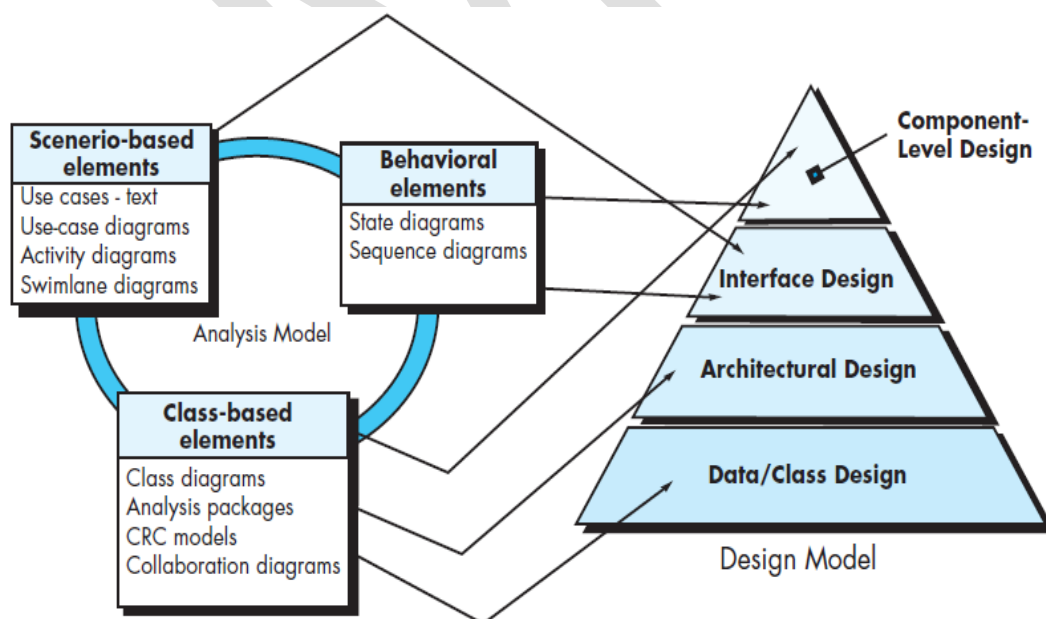 Scenerio-based
elements
Use cases - text
Use-case diagrams
Activity diagrams
Swimlane diagrams
Behavioral
elements
State diagrams
Sequence diagrams
Analysis Model
Class-based
elements
Class diagrams
Analysis packages
CRC models
Collaboration diagrams
Component-
Level Design
Interface Design
Architectural Design
Data/Class Design
Design Model